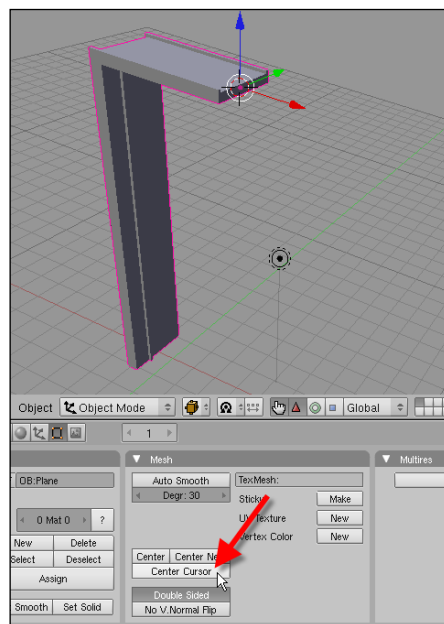 Object Object Mode Global
1
Mesh Multires
OB:Plane Auto Smooth TexMesh:
Degr: 30 Sticky Make
0 Mat 0 ? UV Texture New
New Delete Vertex Color New
Select Deselect Center Center New
Assign Center Cursor
Double Sided
Smooth Set Solid No V.Normal Flip